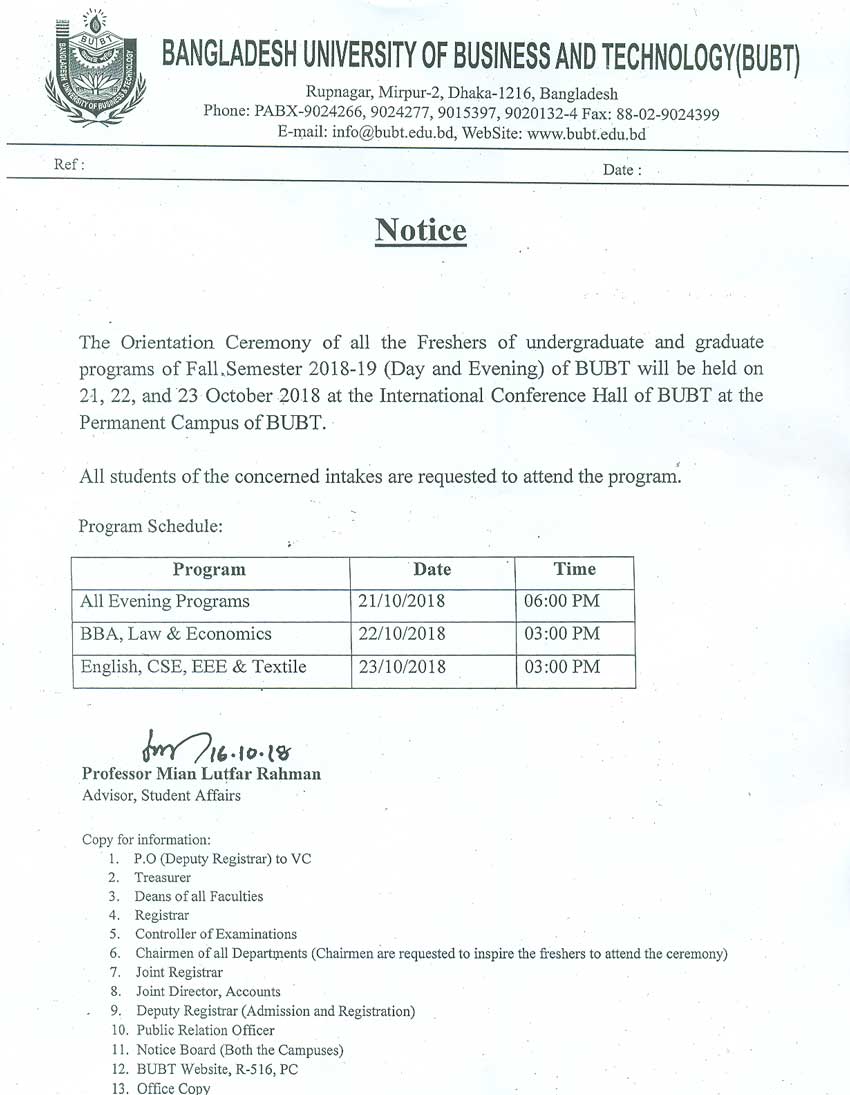 BUBT
BANGLADESH UNIVERSITY OF BUSINESS & TECHNOLOGY
BANGLADESH UNIVERSITY OF BUSINESS AND TECHNOLOGY(BUBT)
Rupnagar, Mirpur-2, Dhaka-1216, Bangladesh
Phone: PABX-9024266, 9024277, 9015397, 9020132-4 Fax: 88-02-9024399
E-mail: info@bubt.edu.bd, WebSite: www.bubt.edu.bd
Ref :
Date :
Notice
The Orientation Ceremony of all the Freshers of undergraduate and graduate
programs of Fall Semester 2018-19 (Day and Evening) of BUBT will be held on
21, 22, and 23 October 2018 at the International Conference Hall of BUBT at the
Permanent Campus of BUBT.
All students of the concerned intakes are requested to attend the program.
Program Schedule:
Program Date Time
All Evening Programs 21/10/2018 06:00 PM
BBA, Law & Economics 22/10/2018 03:00 PM
English, CSE, EEE & Textile 23/10/2018 03:00 PM
16.10.18
Professor Mian Lutfar Rahman
Advisor, Student Affairs
Copy for information:
1. P.O (Deputy Registrar) to VC
2. Treasurer
3. Deans of all Faculties
4. Registrar
5. Controller of Examinations
6. Chairmen of all Departments (Chairmen are requested to inspire the freshers to attend the ceremony)
7. Joint Registrar
8. Joint Director, Accounts
9. Deputy Registrar (Admission and Registration)
10. Public Relation Officer
11. Notice Board (Both the Campuses)
12. BUBT Website, R-516, PC
13. Office Copy